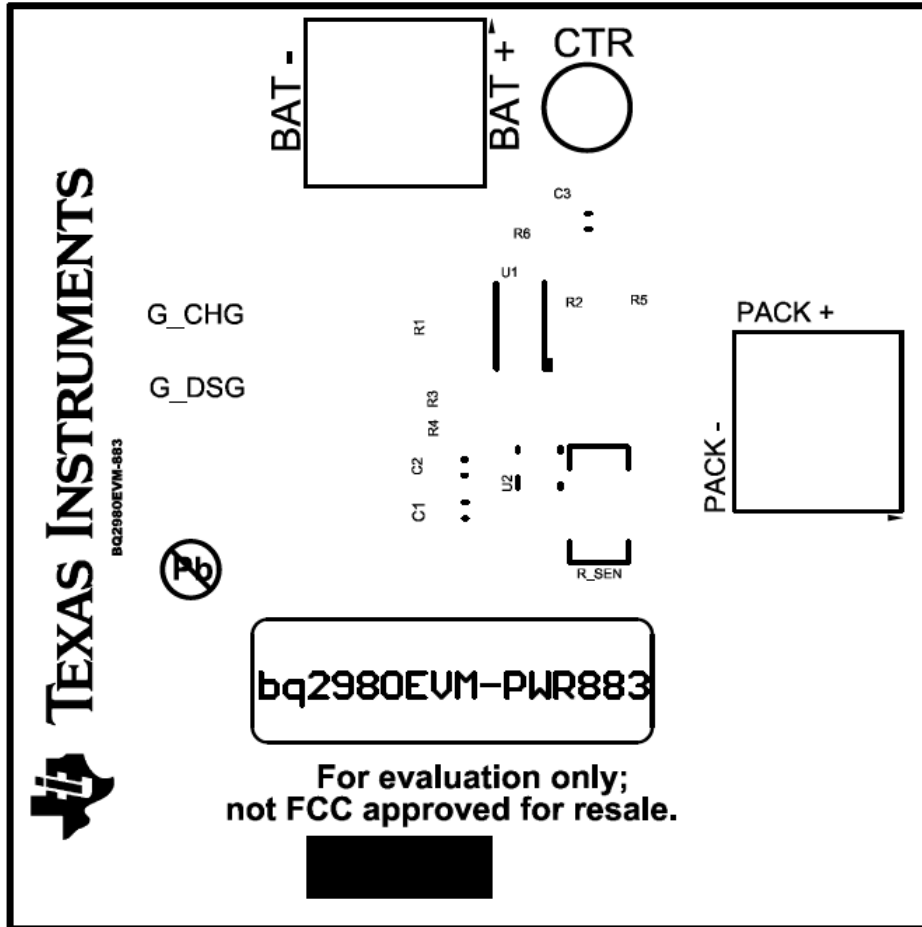 CTR
BAT -
BAT +
C3
R6
U1
R2
R5
G_CHG
R1
PACK +
G_DSG
R3
R4
PACK -
C2
U2
C1
R_SEN
TEXAS INSTRUMENTS
BQ2980EVM-883
Pb
bq2980EVM-PWR883
For evaluation only;
not FCC approved for resale.